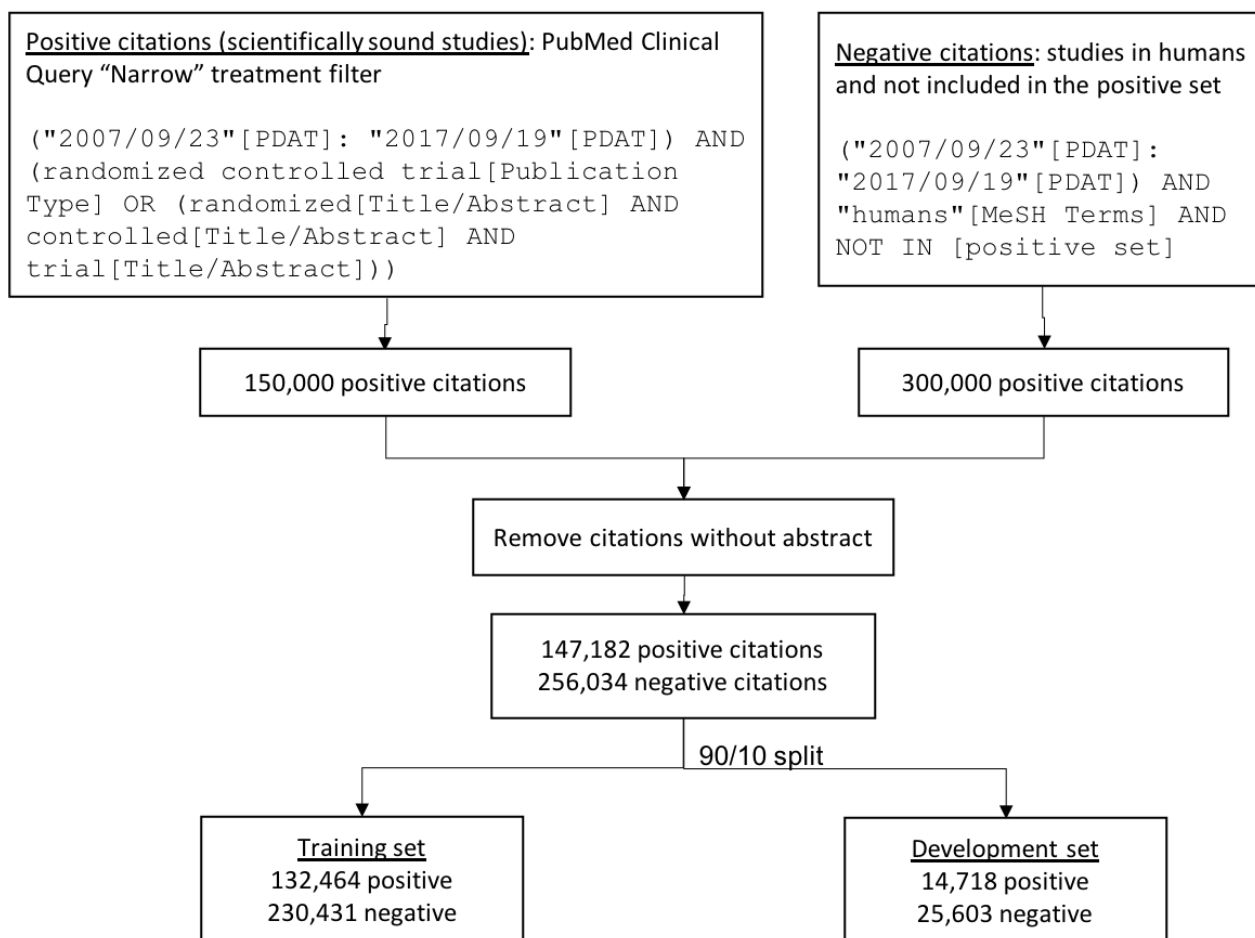 Positive citations (scientifically sound studies): PubMed Clinical
Query “Narrow” treatment filter
("2007/09/23"[PDAT]: "2017/09/19"[PDAT]) AND
(randomized controlled trial[Publication
Type] OR (randomized[Title/Abstract] AND
controlled[Title/Abstract] AND
trial[Title/Abstract]))
Negative citations: studies in humans
and not included in the positive set
("2007/09/23"[PDAT]:
"2017/09/19"[PDAT]) AND
"humans"[MeSH Terms] AND
NOT IN [positive set]
150,000 positive citations
300,000 positive citations
Remove citations without abstract
147,182 positive citations
256,034 negative citations
90/10 split
Training set
132,464 positive
230,431 negative
Development set
14,718 positive
25,603 negative